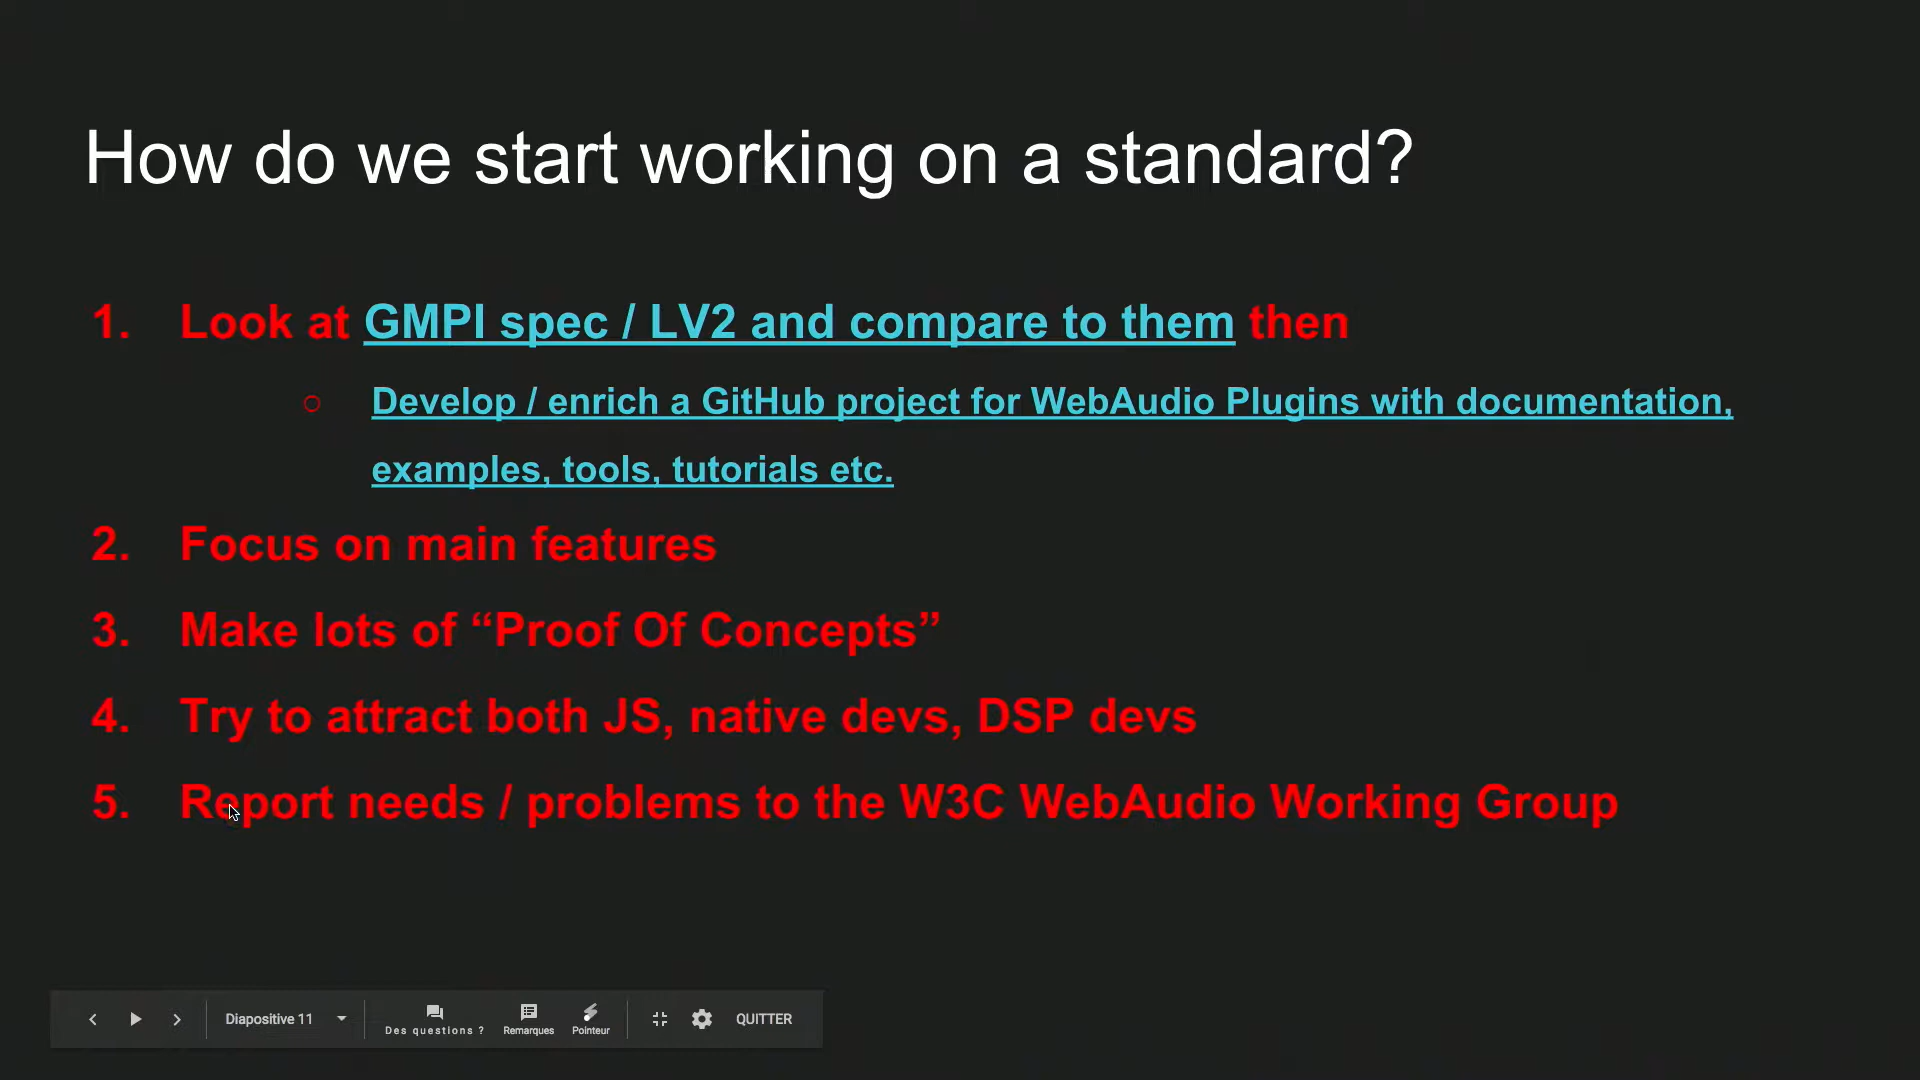 How do we start working on a standard?
1. Look at GMPI spec / LV2 and compare to them then
○ Develop / enrich a GitHub project for WebAudio Plugins with documentation,
examples, tools, tutorials etc.
2. Focus on main features
3. Make lots of “Proof Of Concepts”
4. Try to attract both JS, native devs, DSP devs
5. Report needs / problems to the W3C WebAudio Working Group
Diapositive 11
Des questions ?
Remarques
Pointeur
QUITTER